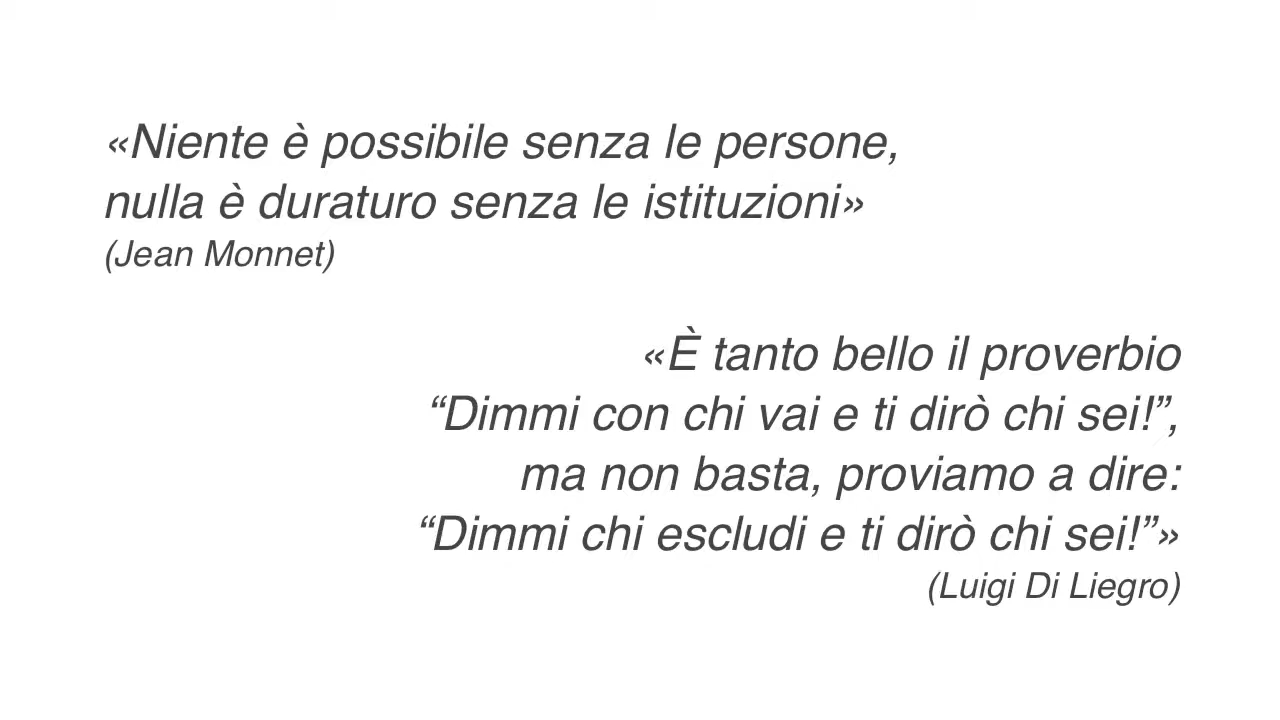 «Niente è possibile senza le persone,
nulla è duraturo senza le istituzioni»
(Jean Monnet)
«È tanto bello il proverbio
“Dimmi con chi vai e ti dirò chi sei!”,
ma non basta, proviamo a dire:
“Dimmi chi escludi e ti dirò chi sei!”»
(Luigi Di Liegro)